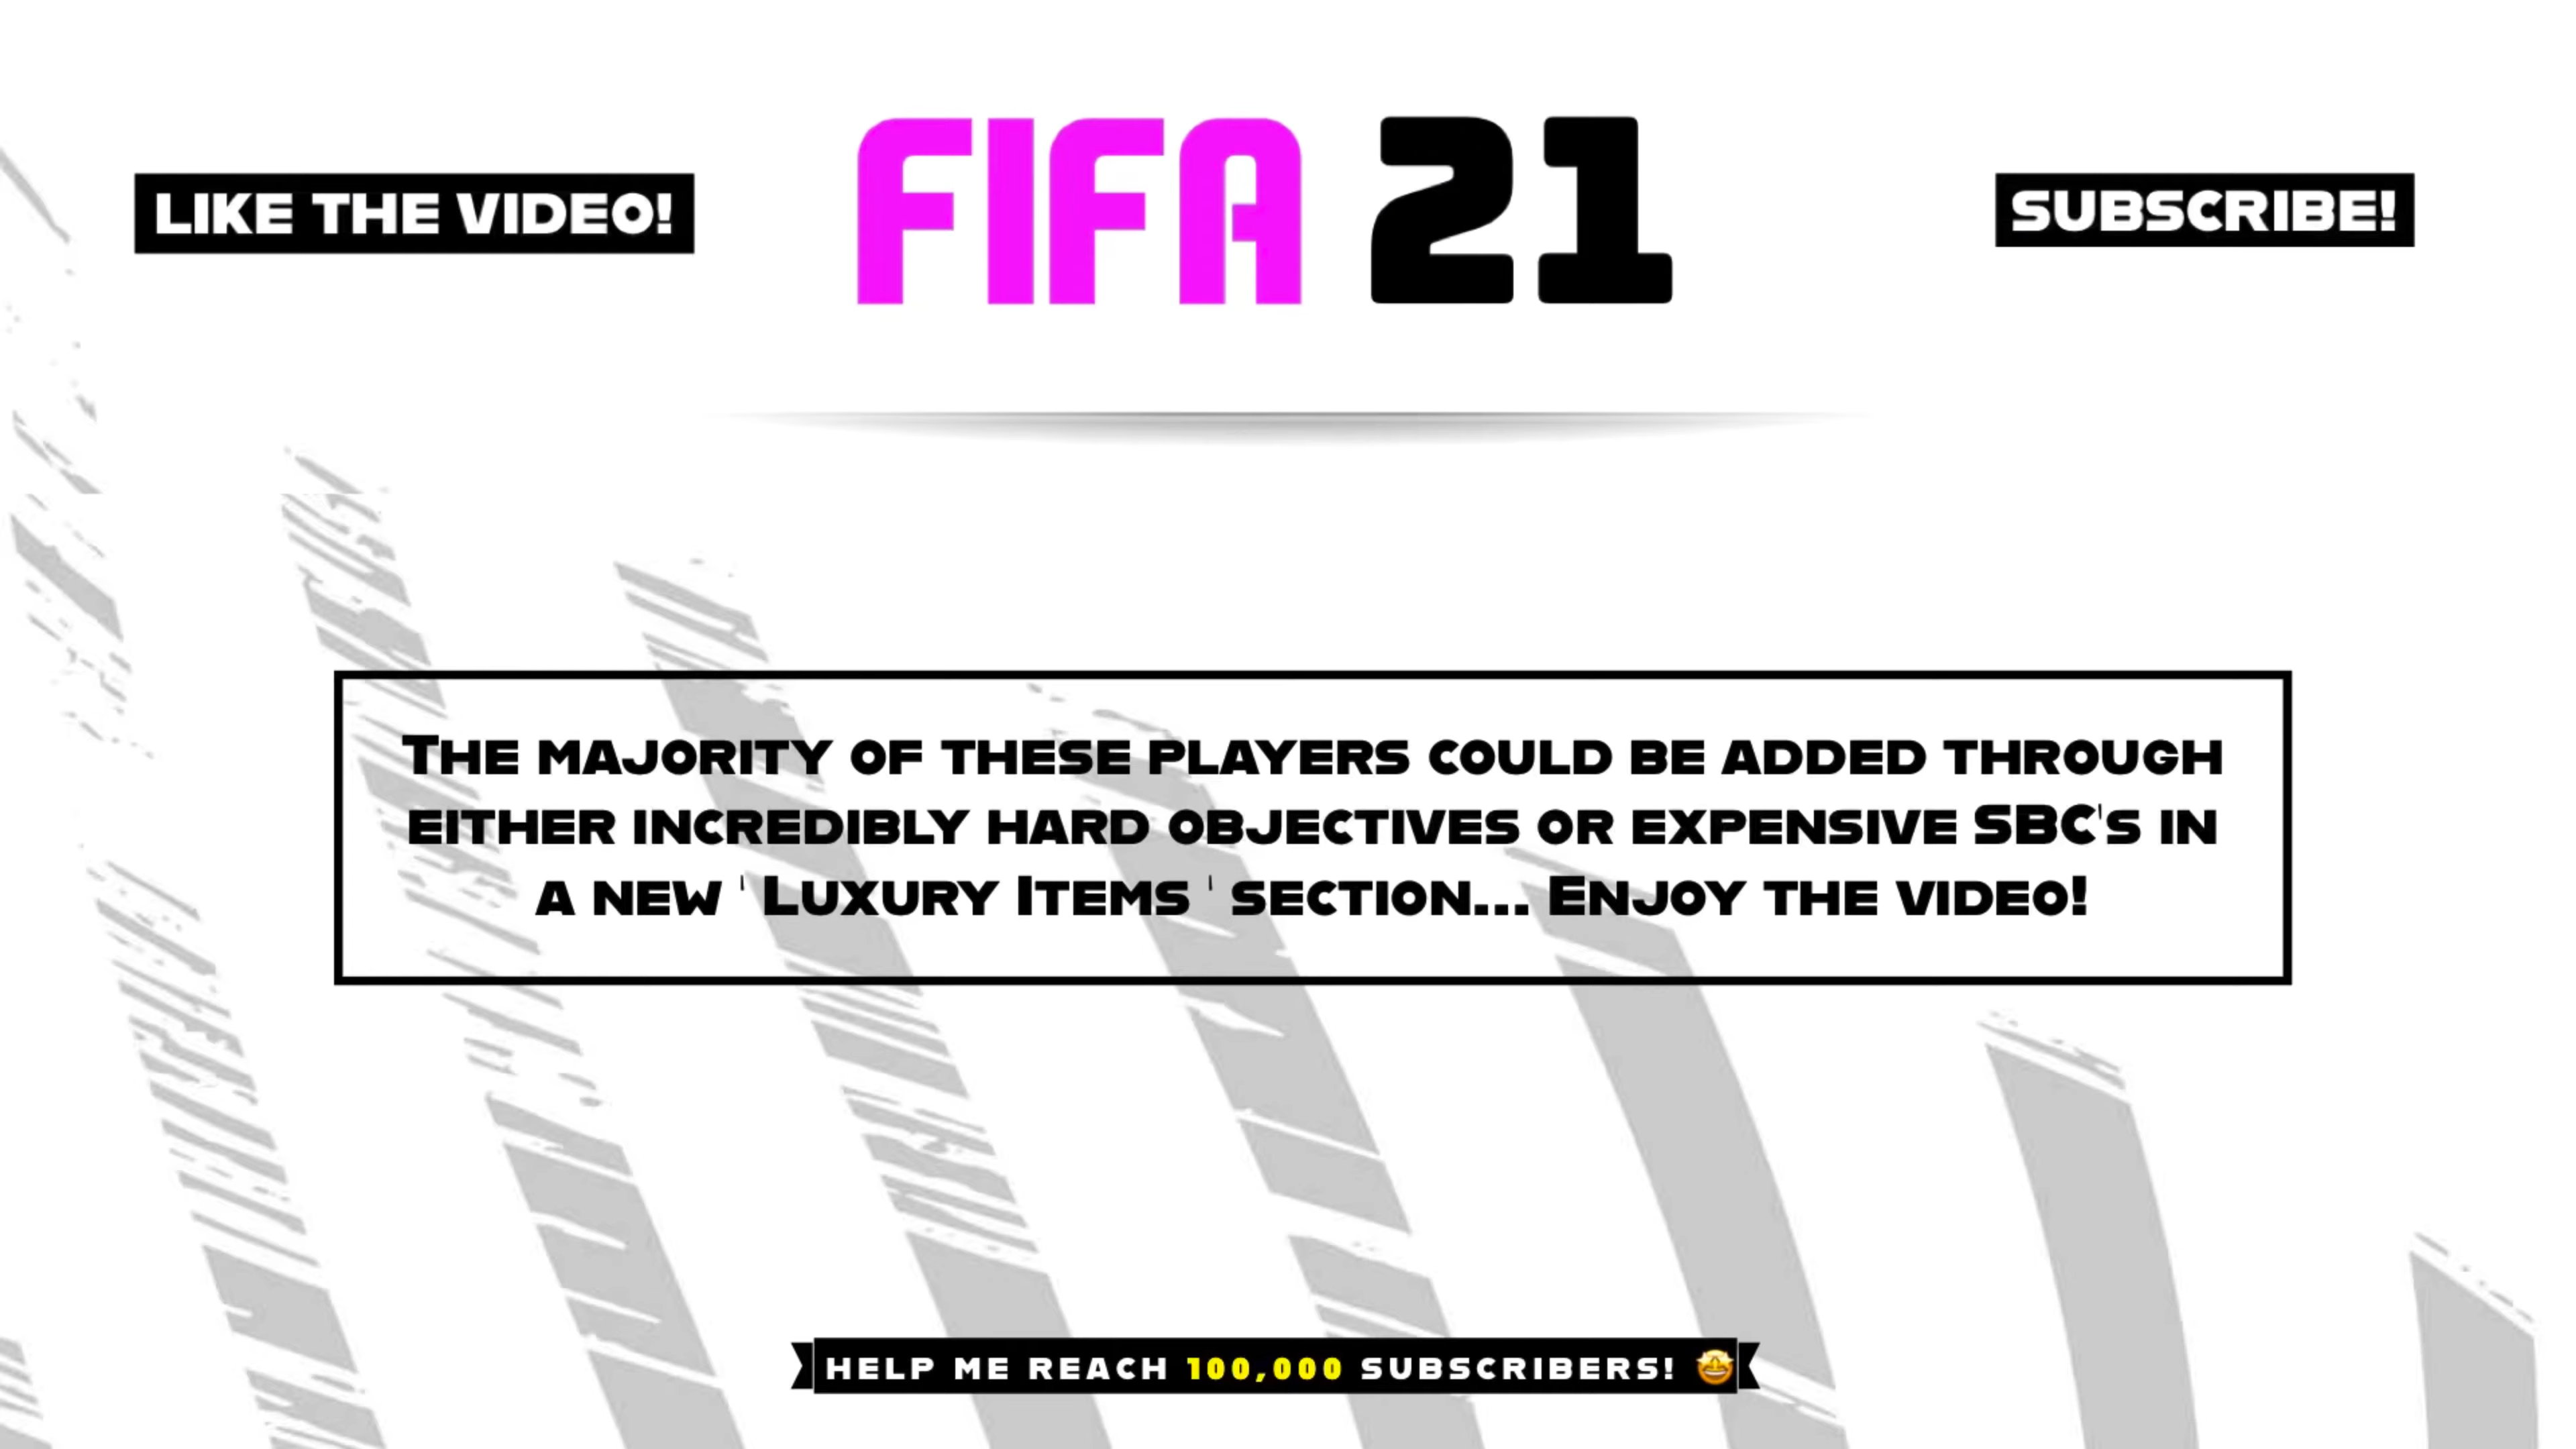 LIKE THE VIDEO!
FIFA 21
SUBSCRIBE!
The majority of these players could be added through
either incredibly hard objectives or expensive SBC's in
a new ' Luxury Items ' section... Enjoy the video!
HELP ME REACH 100,000 SUBSCRIBERS! 🤩